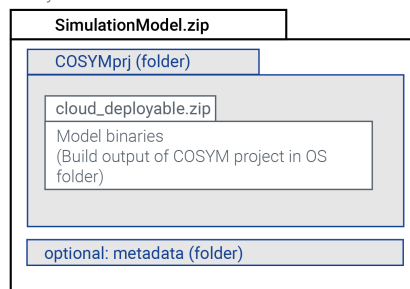 SimulationModel.zip
COSYMprj (folder)
cloud_deployable.zip
Model binaries
(Build output of COSYM project in OS
folder)
optional: metadata (folder)